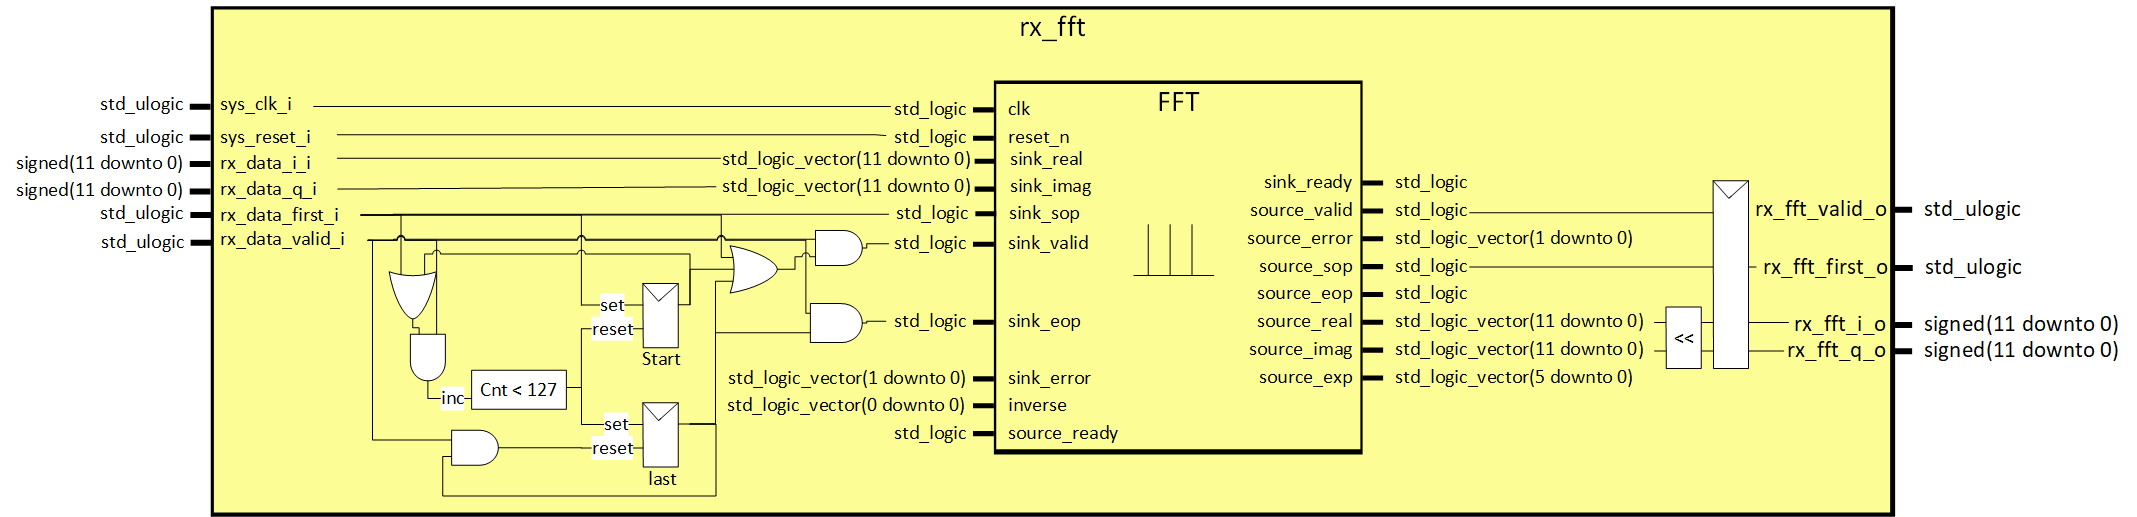 rx_fft
std_ulogic sys_clk_i
std_ulogic sys_reset_i
signed(11 downto 0) rx_data_i_i
signed(11 downto 0) rx_data_q_i
std_ulogic rx_data_first_i
std_ulogic rx_data_valid_i
set
reset
Start
inc
Cnt < 127
set
reset
last
FFT
std_logic clk
std_logic reset_n
std_logic_vector(11 downto 0) sink_real
std_logic_vector(11 downto 0) sink_imag
std_logic sink_sop
std_logic sink_valid
std_logic sink_eop
std_logic_vector(1 downto 0) sink_error
std_logic_vector(0 downto 0) inverse
std_logic source_ready
sink_ready std_logic
source_valid std_logic
source_error std_logic_vector(1 downto 0)
source_sop std_logic
source_eop std_logic
source_real std_logic_vector(11 downto 0)
source_imag std_logic_vector(11 downto 0)
source_exp std_logic_vector(5 downto 0)
<<
rx_fft_valid_o std_ulogic
rx_fft_first_o std_ulogic
rx_fft_i_o signed(11 downto 0)
rx_fft_q_o signed(11 downto 0)